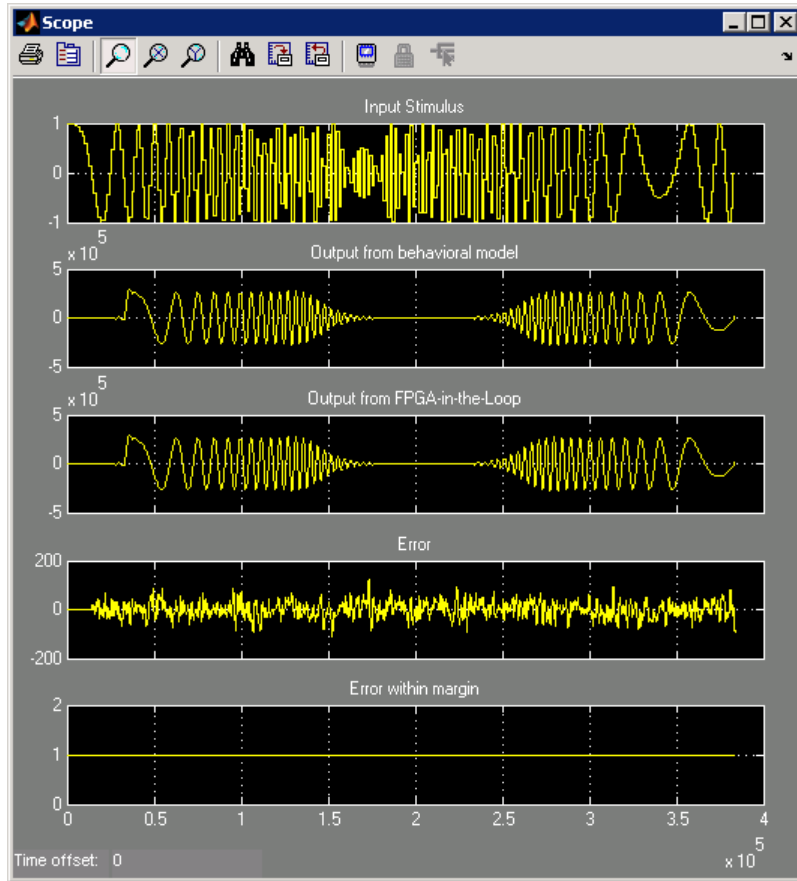 Scope
Input Stimulus
1
0
-1
x 10^5
Output from behavioral model
5
0
-5
x 10^5
Output from FPGA-in-the-Loop
5
0
-5
Error
200
0
-200
Error within margin
2
1
0
0 0.5 1 1.5 2 2.5 3 3.5 4
x 10^5
Time offset: 0